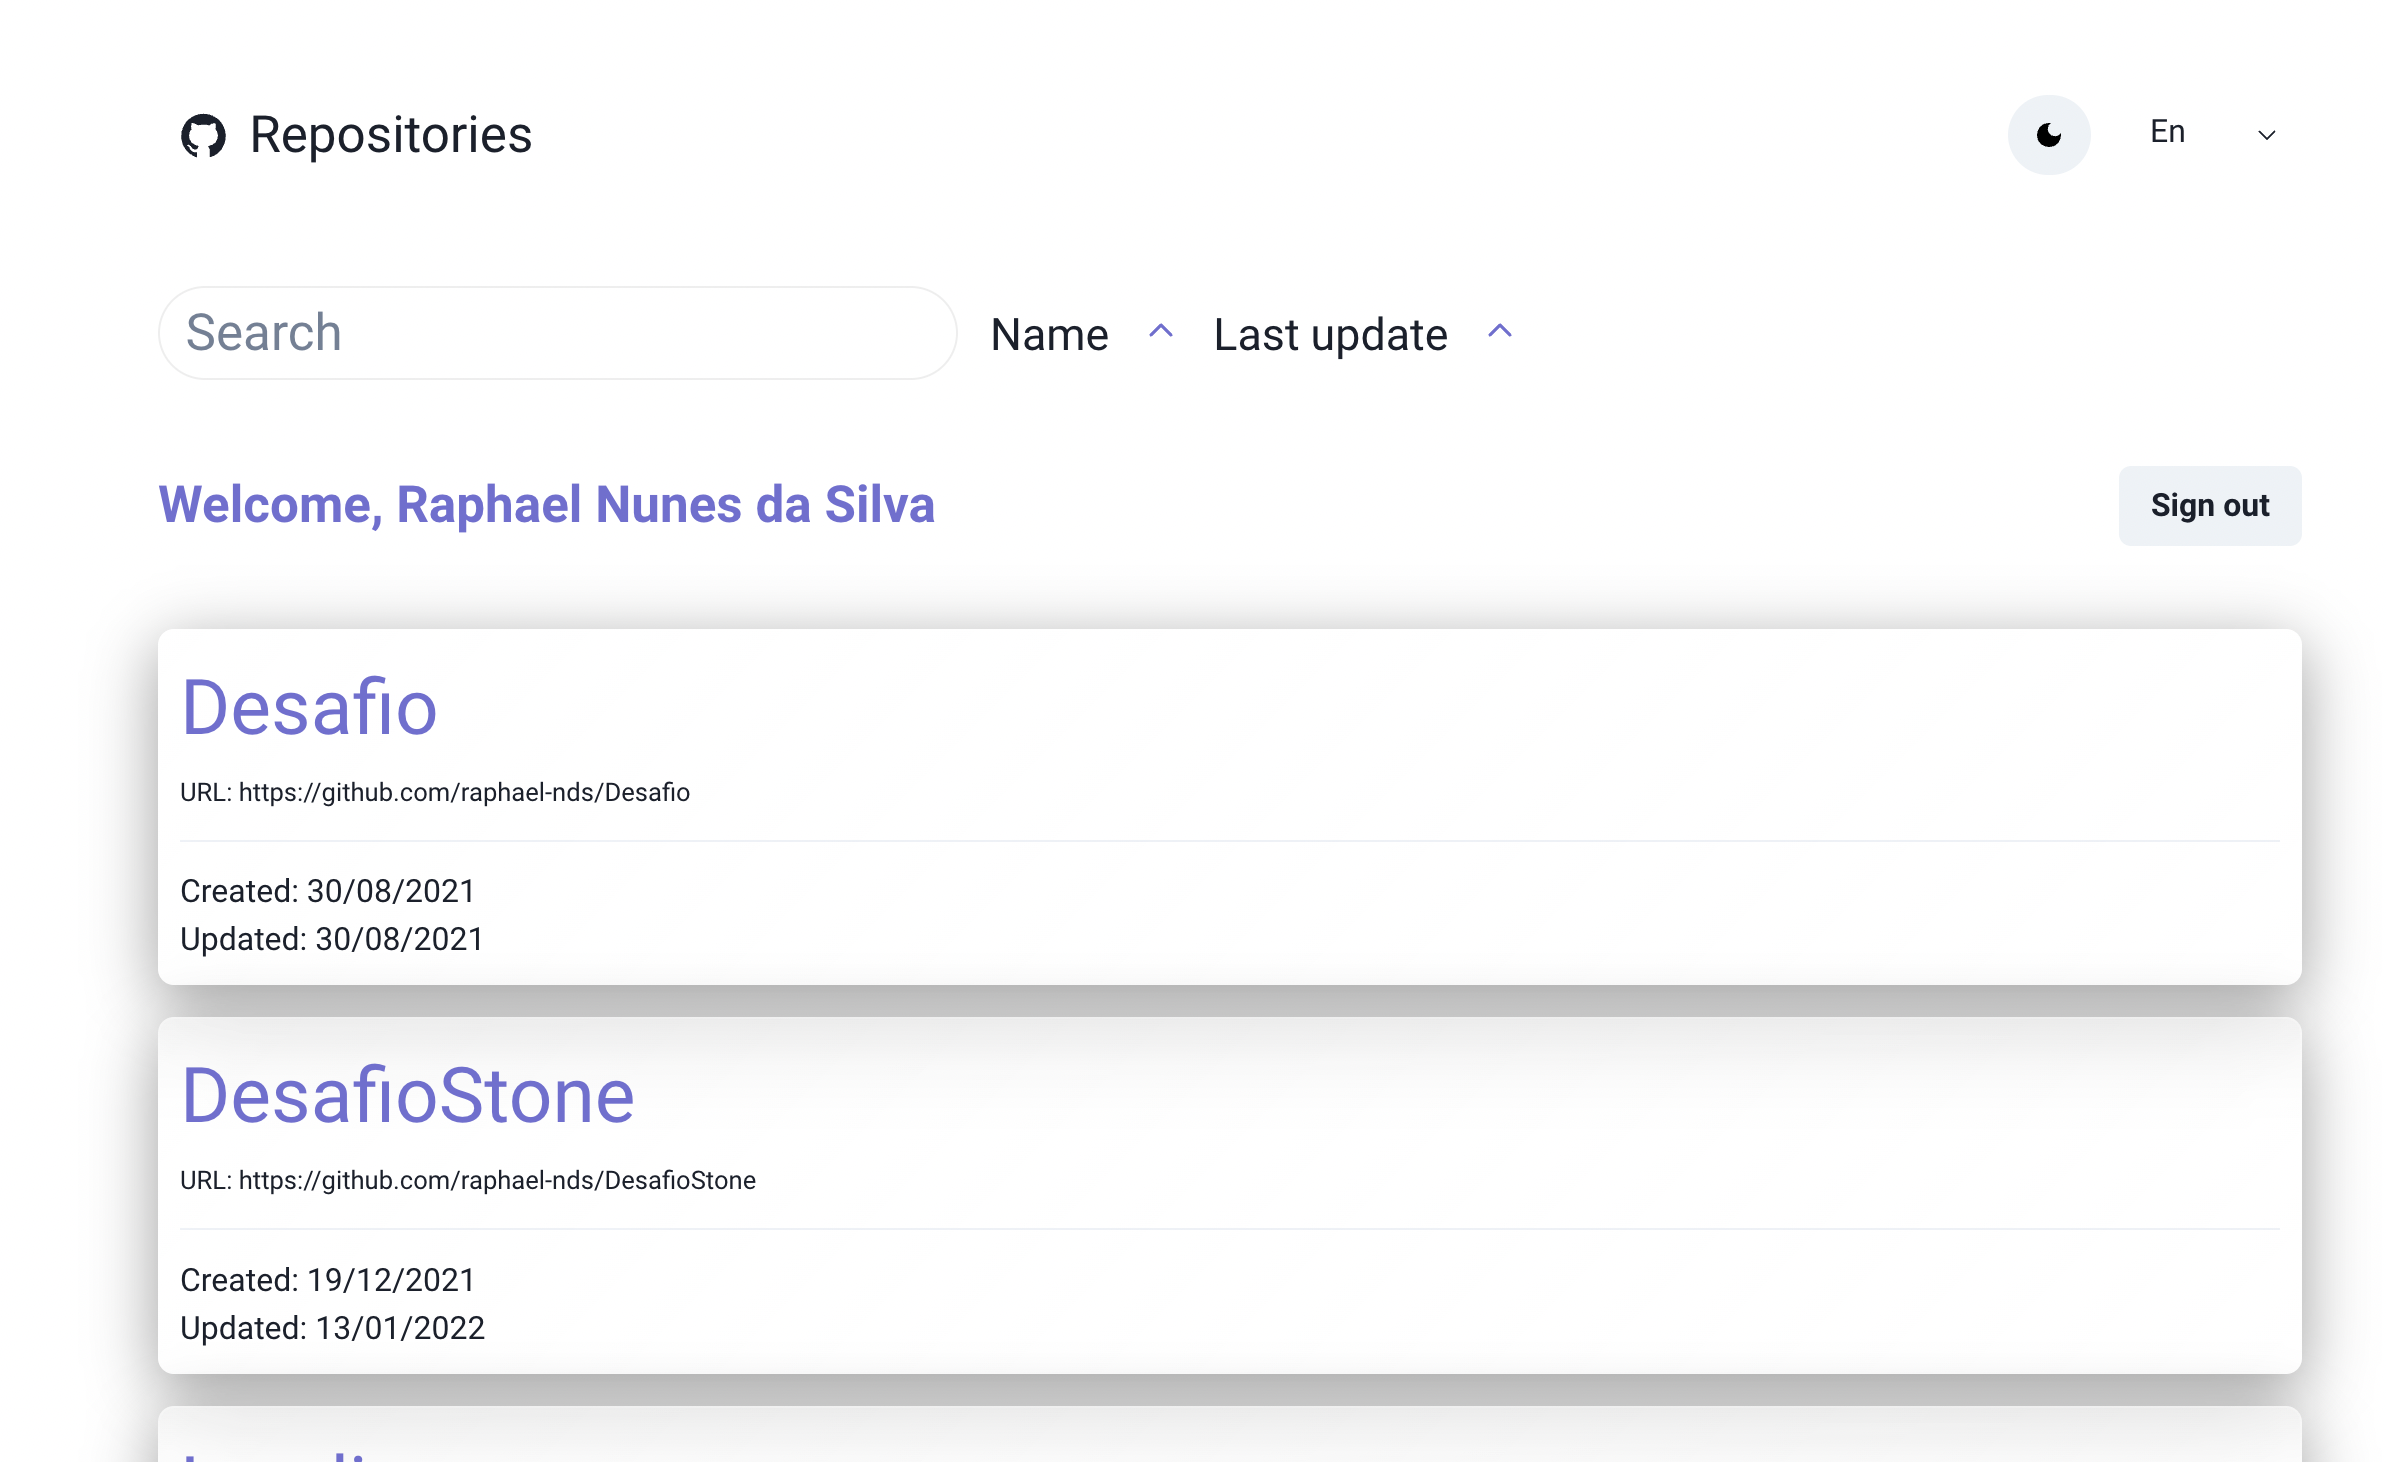 Repositories
En
Search
Name
Last update
Welcome, Raphael Nunes da Silva
Sign out
Desafio
URL: https://github.com/raphael-nds/Desafio
Created: 30/08/2021
Updated: 30/08/2021
DesafioStone
URL: https://github.com/raphael-nds/DesafioStone
Created: 19/12/2021
Updated: 13/01/2022